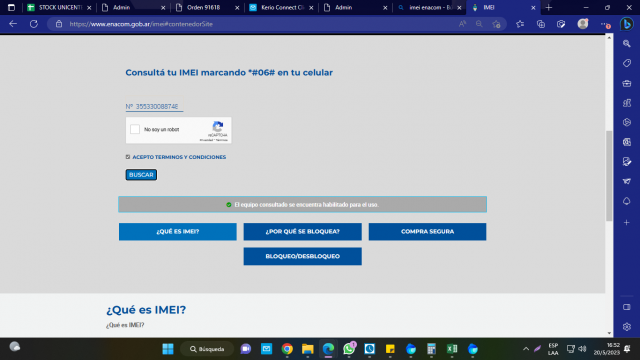 STOCK UNICENT
Admin
Orden 91618
Kerio Connect Cl
Admin
imei enacom - B
IMEI
https://www.enacom.gob.ar/imei#contenedorSite
Consultá tu IMEI marcando *#06# en tu celular
Nº 35533008874E
No soy un robot
reCAPTCHA
Privacidad - Términos
ACEPTO TERMINOS Y CONDICIONES
BUSCAR
El equipo consultado se encuentra habilitado para el uso.
¿QUÉ ES IMEI?
¿POR QUÉ SE BLOQUEA?
COMPRA SEGURA
BLOQUEO/DESBLOQUEO
¿Qué es IMEI?
¿Qué es IMEI?
Búsqueda
ESP
LAA
16:52
20/5/2023